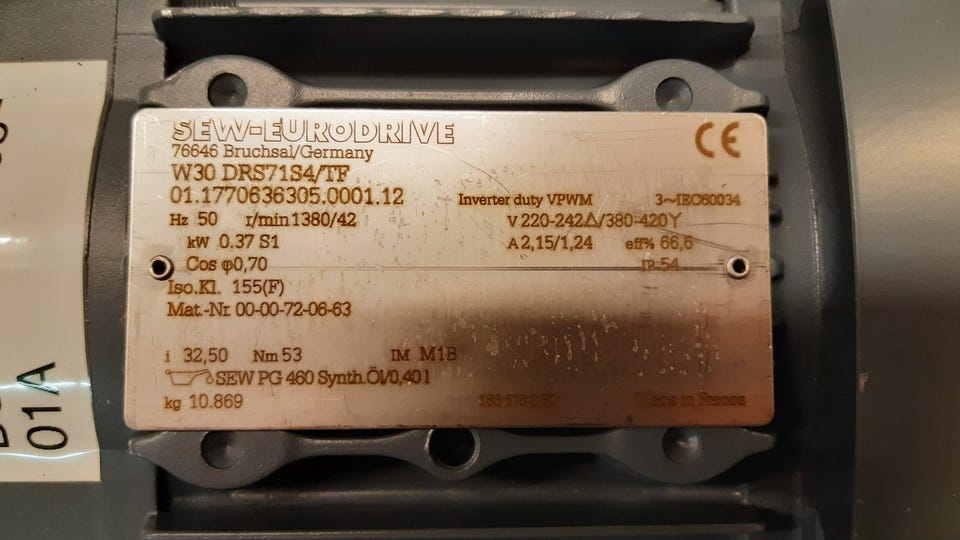 SEW-EURODRIVE
76646 Bruchsal/Germany
W30 DRS71S4/TF
01.1770636305.0001.12 Inverter duty VPWM 3~IEC60034
Hz 50 r/min 1380/42 V 220-242Δ/380-420Y
kW 0.37 S1 A 2,15/1,24 eff% 66,6
Cos φ0,70 IP 54
Iso.Kl. 155(F)
Mat.-Nr. 00-00-72-06-63
i 32,50 Nm 53 IM M1B
SEW PG 460 Synth.Öl/0,40 l
kg 10.869 Made in France
CE
01A